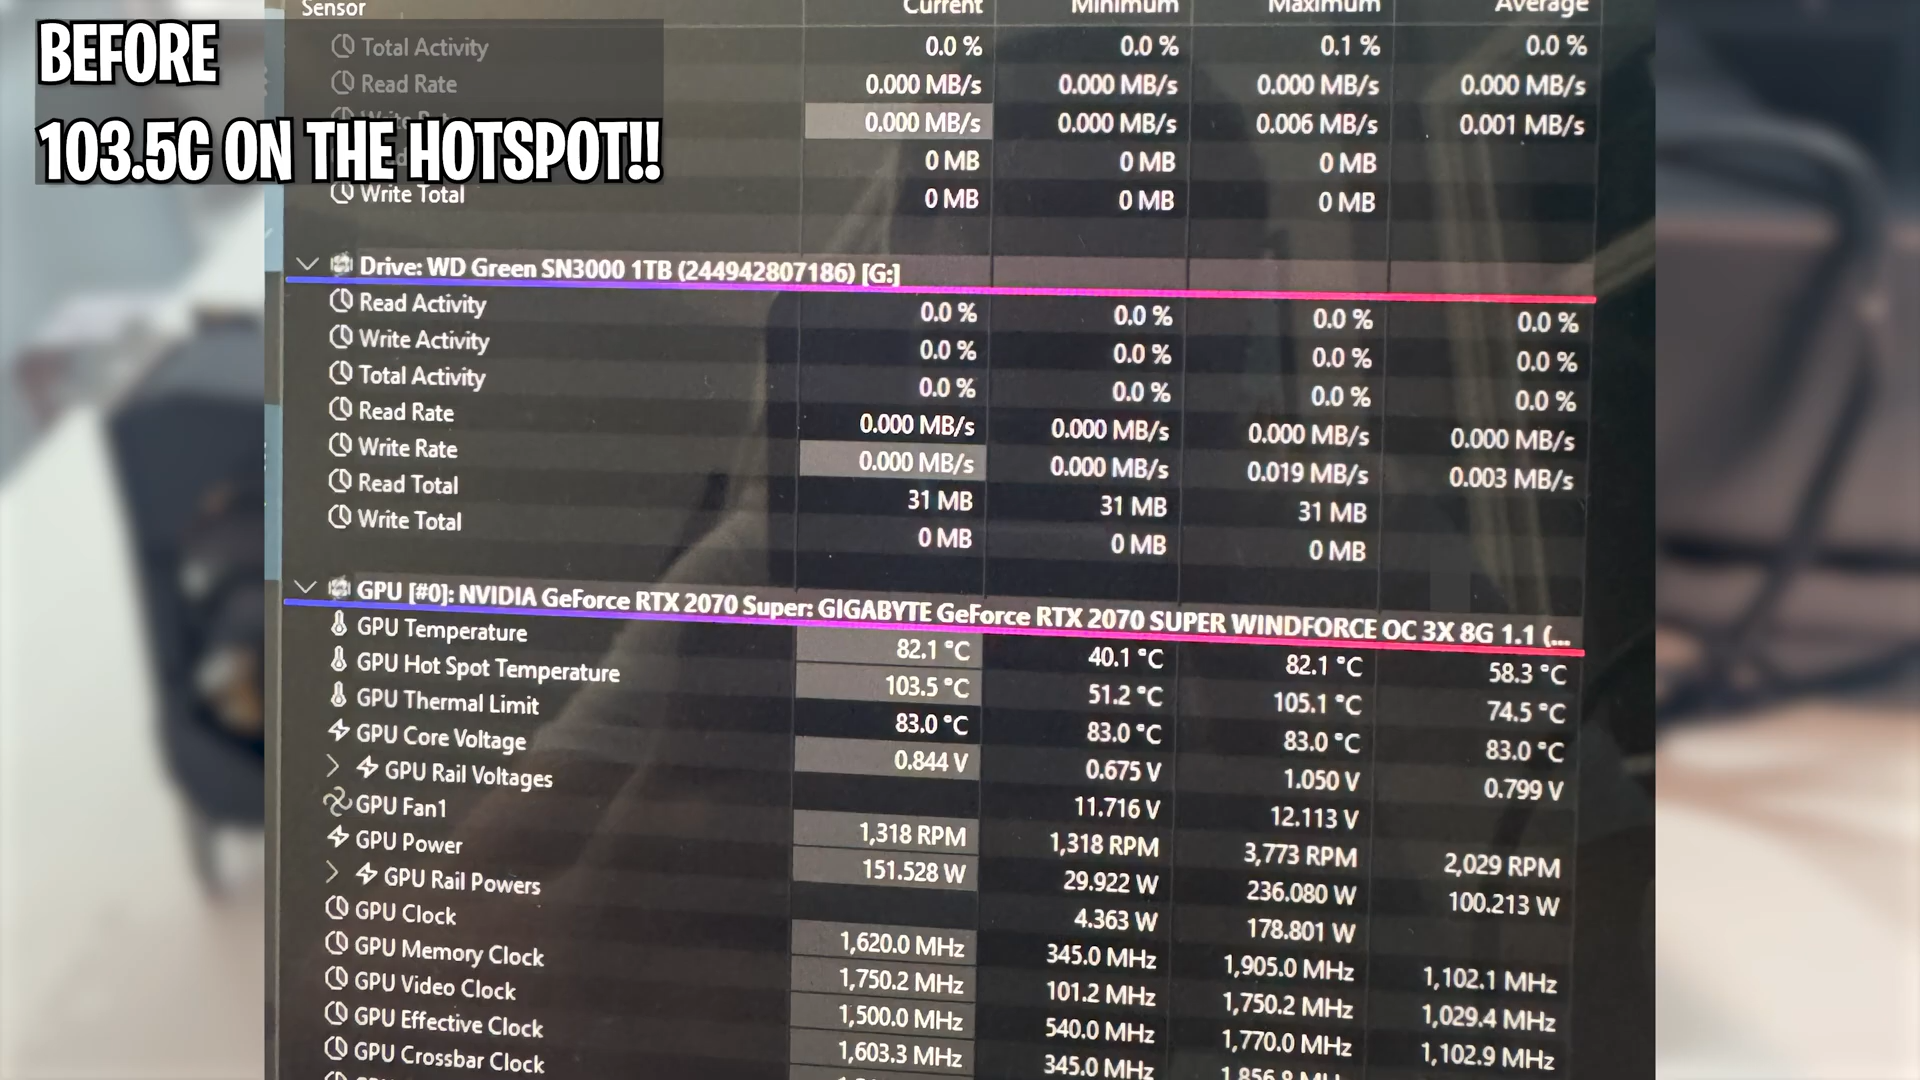 BEFORE
103.5C ON THE HOTSPOT!!
Sensor Current Minimum Maximum Average
Total Activity 0.0 % 0.0 % 0.1 % 0.0 %
Read Rate 0.000 MB/s 0.000 MB/s 0.000 MB/s 0.000 MB/s
0.000 MB/s 0.000 MB/s 0.006 MB/s 0.001 MB/s
0 MB 0 MB 0 MB
Write Total 0 MB 0 MB 0 MB
Drive: WD Green SN3000 1TB (244942807186) [G:]
Read Activity 0.0 % 0.0 % 0.0 % 0.0 %
Write Activity 0.0 % 0.0 % 0.0 % 0.0 %
Total Activity 0.0 % 0.0 % 0.0 % 0.0 %
Read Rate 0.000 MB/s 0.000 MB/s 0.000 MB/s 0.000 MB/s
Write Rate 0.000 MB/s 0.000 MB/s 0.019 MB/s 0.003 MB/s
Read Total 31 MB 31 MB 31 MB
Write Total 0 MB 0 MB 0 MB
GPU [#0]: NVIDIA GeForce RTX 2070 Super: GIGABYTE GeForce RTX 2070 SUPER WINDFORCE OC 3X 8G 1.1 (...
GPU Temperature 82.1 °C 40.1 °C 82.1 °C 58.3 °C
GPU Hot Spot Temperature 103.5 °C 51.2 °C 105.1 °C 74.5 °C
GPU Thermal Limit 83.0 °C 83.0 °C 83.0 °C 83.0 °C
GPU Core Voltage 0.844 V 0.675 V 1.050 V 0.799 V
GPU Rail Voltages 11.716 V 12.113 V
GPU Fan1 1,318 RPM 1,318 RPM 3,773 RPM 2,029 RPM
GPU Power 151.528 W 29.922 W 236.080 W 100.213 W
GPU Rail Powers 4.363 W 178.801 W
GPU Clock 1,620.0 MHz 345.0 MHz 1,905.0 MHz 1,102.1 MHz
GPU Memory Clock 1,750.2 MHz 101.2 MHz 1,750.2 MHz 1,029.4 MHz
GPU Video Clock 1,500.0 MHz 540.0 MHz 1,770.0 MHz 1,102.9 MHz
GPU Effective Clock 1,603.3 MHz 345.0 MHz 1,856.8 MHz
GPU Crossbar Clock